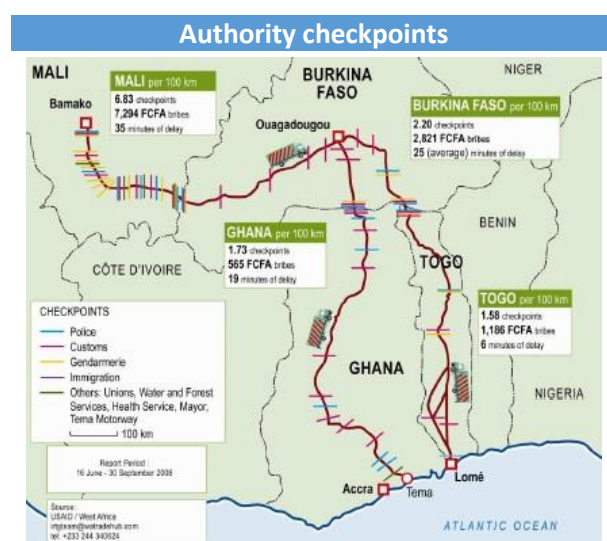 Authority checkpoints
MALI
Bamako
MALI per 100 km
6.83 checkpoints
7,294 FCFA bribes
35 minutes of delay
BURKINA
FASO
Ouagadougou
NIGER
BURKINA FASO per 100 km
2.20 checkpoints
2,821 FCFA bribes
25 (average) minutes of delay
GHANA per 100 km
1.73 checkpoints
565 FCFA bribes
19 minutes of delay
BENIN
TOGO
CÔTE D'IVOIRE
TOGO per 100 km
1.58 checkpoints
1,186 FCFA bribes
6 minutes of delay
CHECKPOINTS
Police
Customs
Gendarmerie
Immigration
Others: Unions, Water and Forest
Services, Health Service, Mayor,
Tema Motorway
100 km
GHANA
NIGERIA
Report Period :
16 June - 30 September 2008
Accra
Tema
Lomé
Source:
USAID / West Africa
irtgteam@watradehub.com
tel: +233 244 340624
ATLANTIC OCEAN